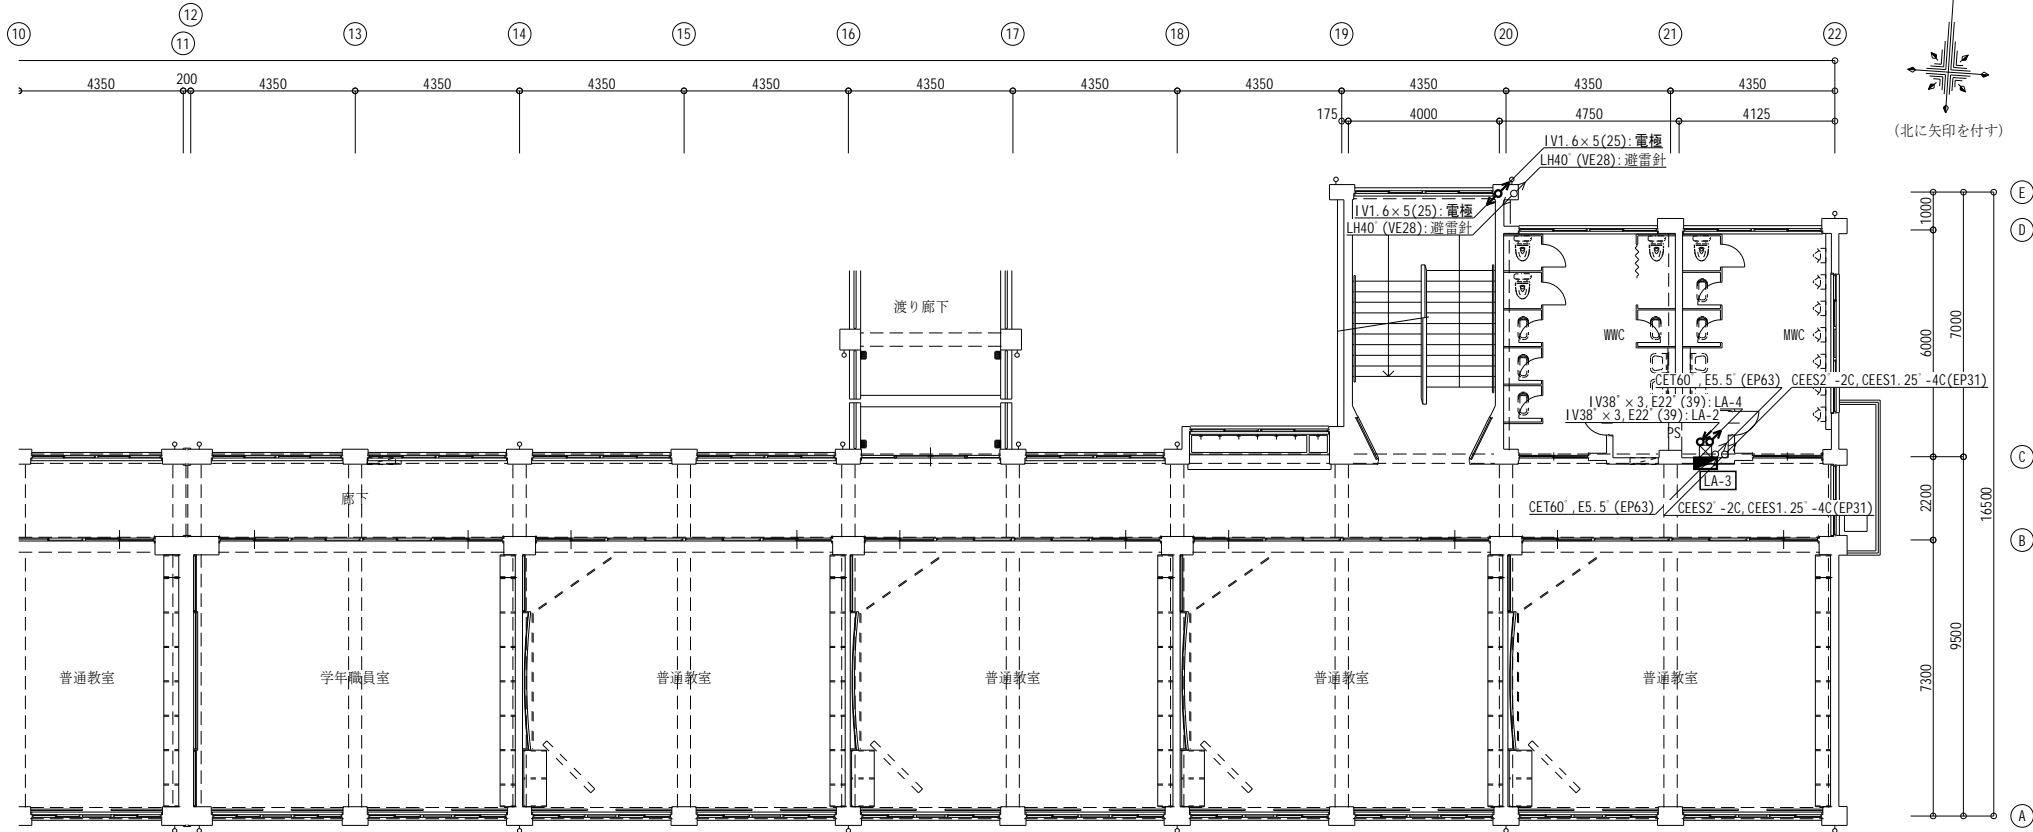 ⑩ ⑪ ⑫ ⑬ ⑭ ⑮ ⑯ ⑰ ⑱ ⑲ ⑳ ㉑ ㉒
4350 200 4350 4350 4350 4350 4350 4350 4350 4350 4350 4350 4350
175 4000 4750 4125
(北に矢印を付す)
IV1.6×5(25):電極
LH40°(VE28):避雷針
IV1.6×5(25):電極
LH40°(VE28):避雷針
Ⓔ
Ⓓ
Ⓒ
Ⓑ
Ⓐ
1000
6000
7000
2200
16500
7300
9500
渡り廊下
WWC
MWC
CET60°,E5.5°(EP63)
CEES2°-2C,CEES1.25°-4C(EP31)
IV38°×3,E22°(39):LA-4
IV38°×3,E22°(39):LA-2
PS
LA-3
CET60°,E5.5°(EP63)
CEES2°-2C,CEES1.25°-4C(EP31)
廊下
普通教室
学年職員室
普通教室
普通教室
普通教室
普通教室